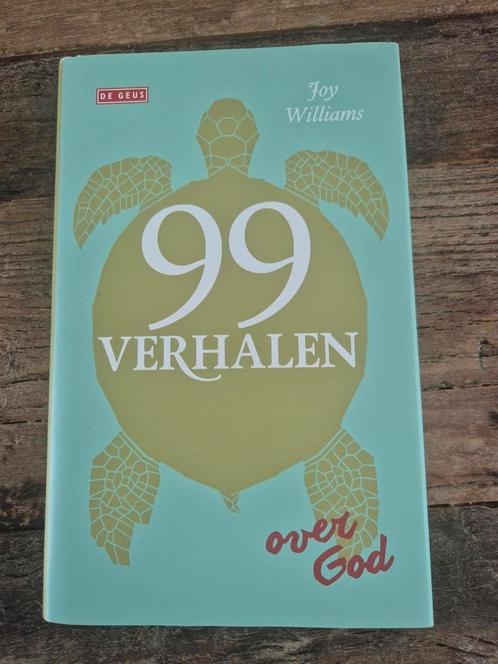 DE GEUS
Joy
Williams
99
VERHALEN
over
God